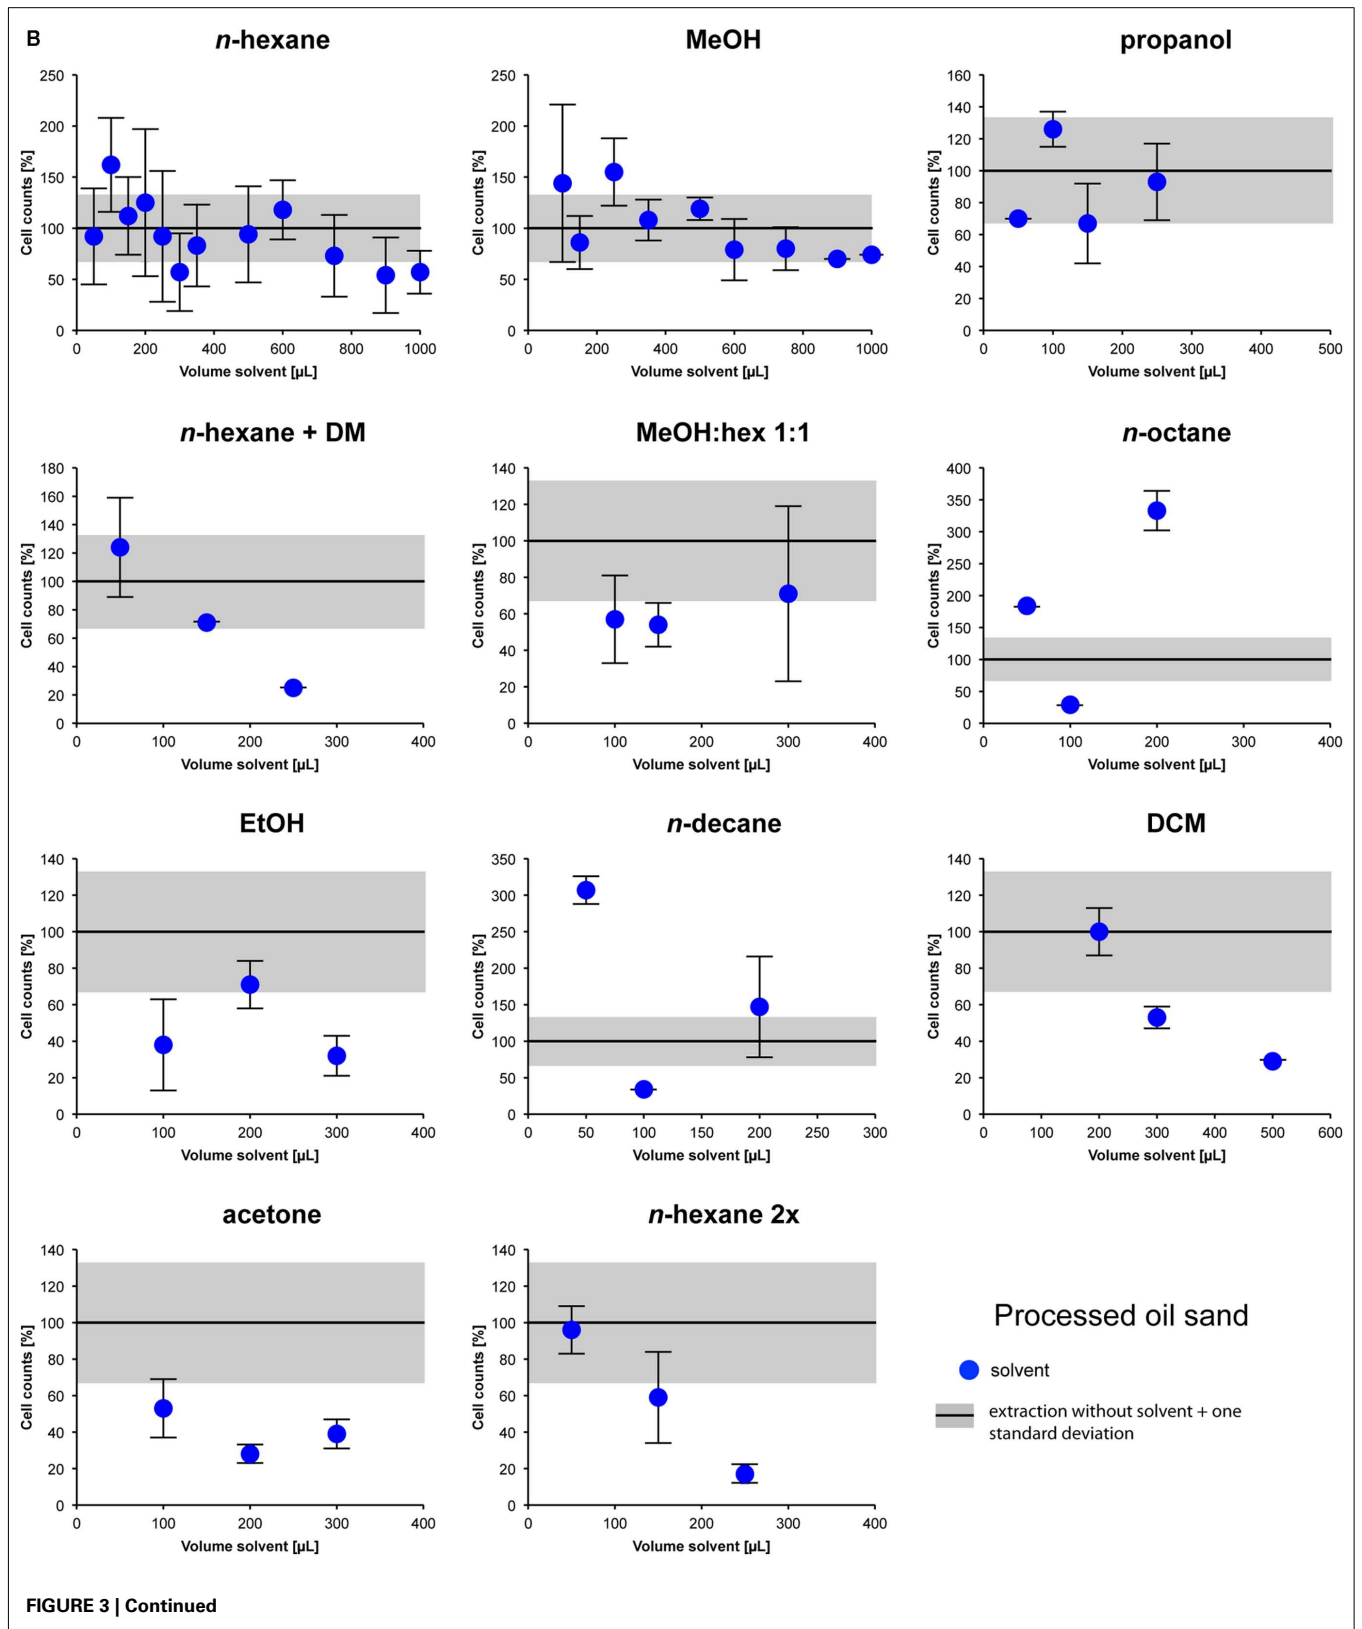 B
n-hexane
250
200
150
100
50
0
Cell counts [%]
0 200 400 600 800 1000
Volume solvent [µL]
MeOH
250
200
150
100
50
0
Cell counts [%]
0 200 400 600 800 1000
Volume solvent [µL]
propanol
160
140
120
100
80
60
40
20
0
Cell counts [%]
0 100 200 300 400 500
Volume solvent [µL]
n-hexane + DM
180
160
140
120
100
80
60
40
20
0
Cell counts [%]
0 100 200 300 400
Volume solvent [µL]
MeOH:hex 1:1
140
120
100
80
60
40
20
0
Cell counts [%]
0 100 200 300 400
Volume solvent [µL]
n-octane
400
350
300
250
200
150
100
50
0
Cell counts [%]
0 100 200 300 400
Volume solvent [µL]
EtOH
140
120
100
80
60
40
20
0
Cell counts [%]
0 100 200 300 400
Volume solvent [µL]
n-decane
350
300
250
200
150
100
50
0
Cell counts [%]
0 50 100 150 200 250 300
Volume solvent [µL]
DCM
140
120
100
80
60
40
20
0
Cell counts [%]
0 100 200 300 400 500 600
Volume solvent [µL]
acetone
140
120
100
80
60
40
20
0
Cell counts [%]
0 100 200 300 400
Volume solvent [µL]
n-hexane 2x
140
120
100
80
60
40
20
0
Cell counts [%]
0 100 200 300 400
Volume solvent [µL]
Processed oil sand
solvent
extraction without solvent + one
standard deviation
FIGURE 3 | Continued